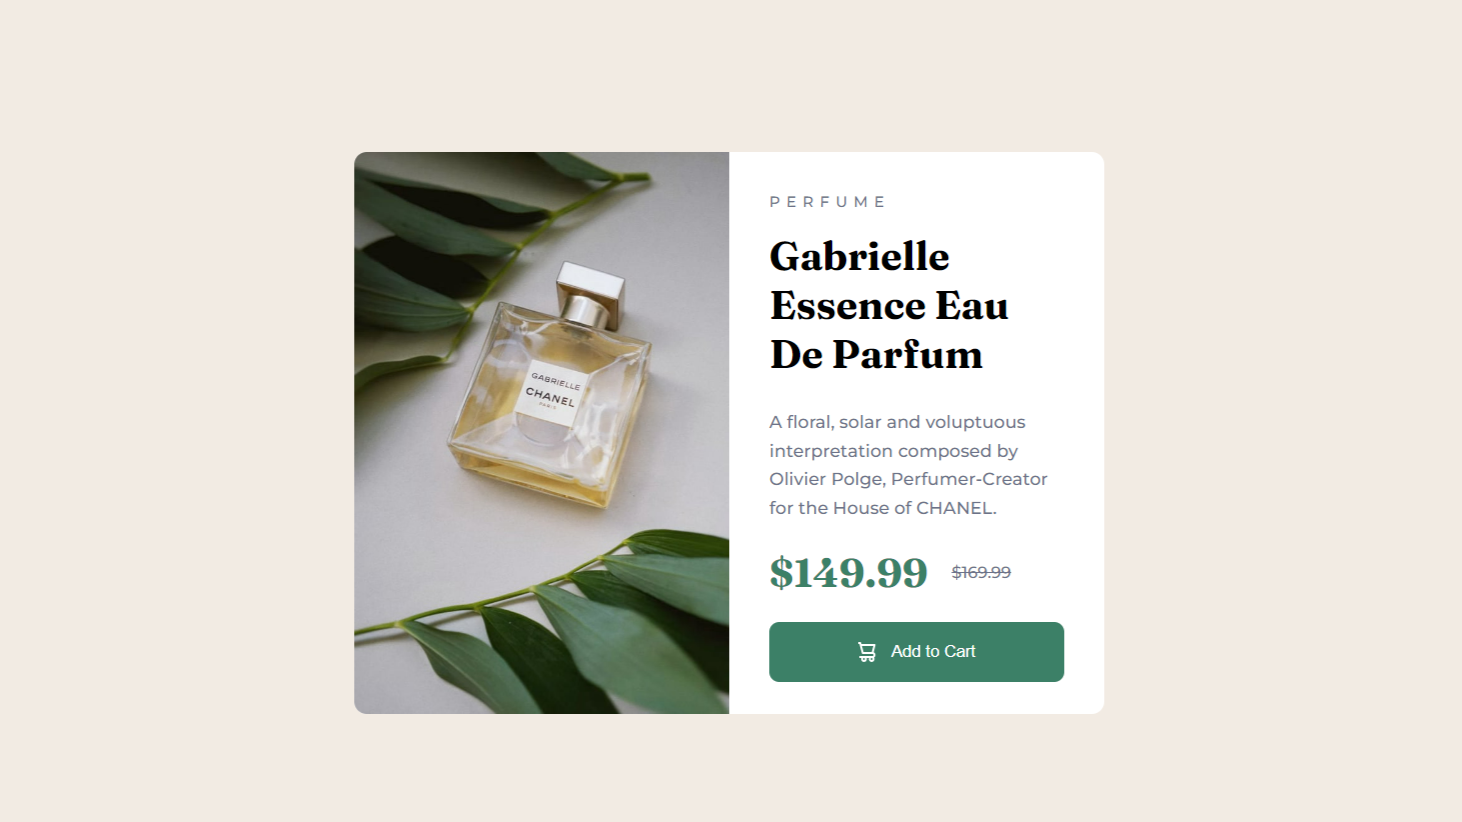 GABRIELLE
CHANEL
PARIS
PERFUME
Gabrielle
Essence Eau
De Parfum
A floral, solar and voluptuous
interpretation composed by
Olivier Polge, Perfumer-Creator
for the House of CHANEL.
$149.99 $169.99
Add to Cart